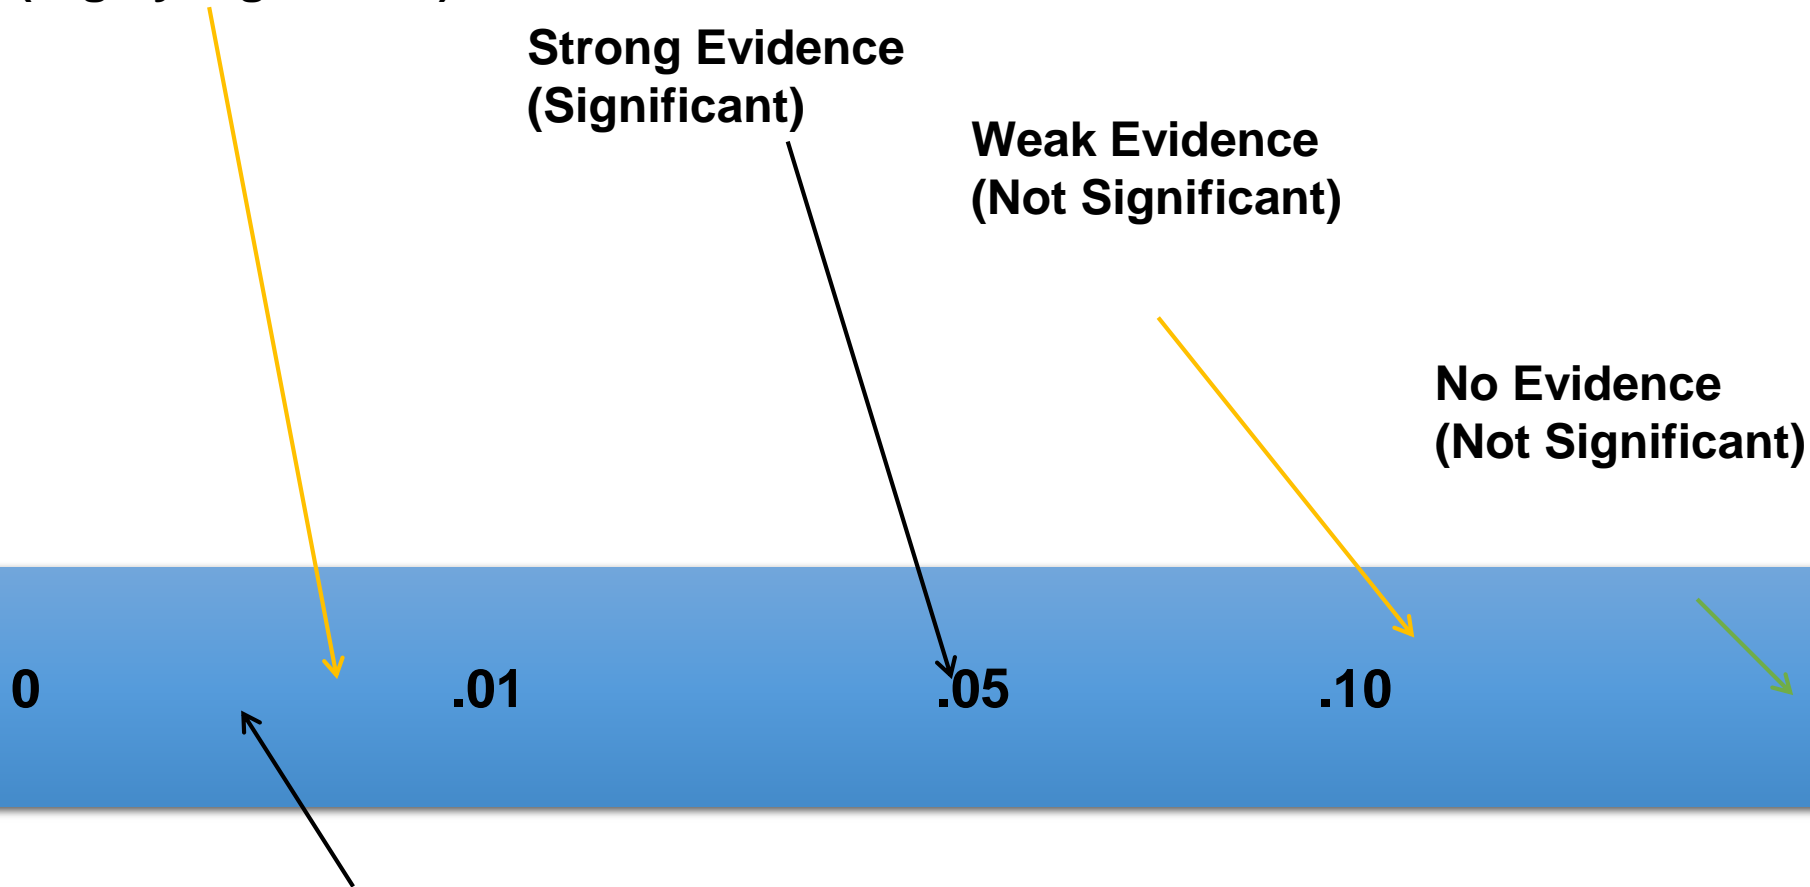 Strong Evidence
(Significant)
Weak Evidence
(Not Significant)
No Evidence
(Not Significant)
0 .01 .05 .10